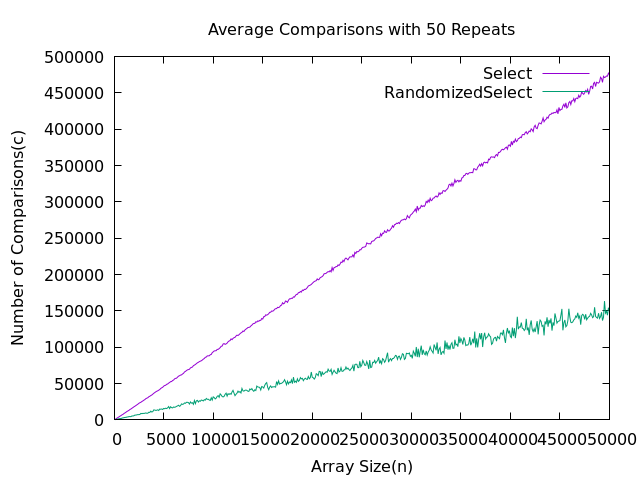 Average Comparisons with 50 Repeats
500000
450000
400000
350000
300000
250000
200000
150000
100000
50000
0
Number of Comparisons(c)
Select
RandomizedSelect
0 5000 10000 15000 20000 25000 30000 35000 40000 45000 50000
Array Size(n)